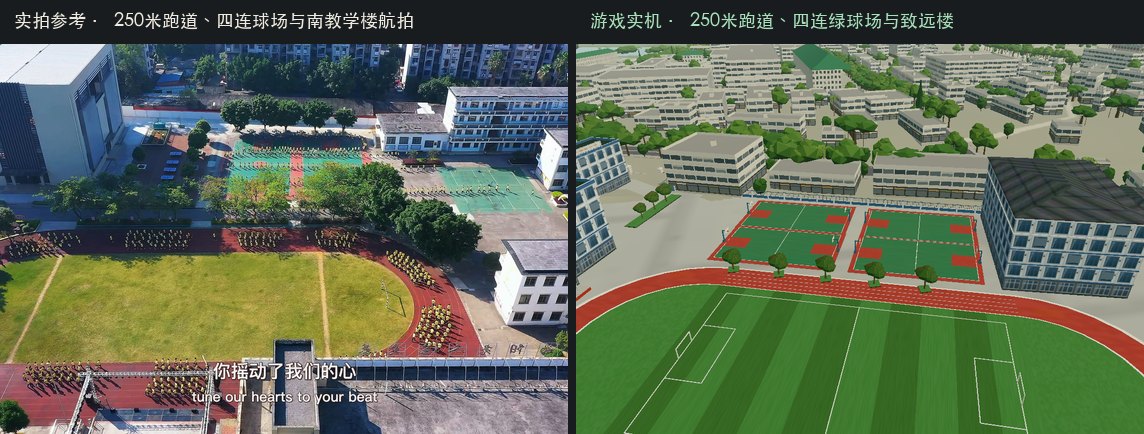 实拍参考 · 250米跑道、四连球场与南教学楼航拍
游戏实机 · 250米跑道、四连绿球场与致远楼
你摇动了我们的心
tune our hearts to your beat